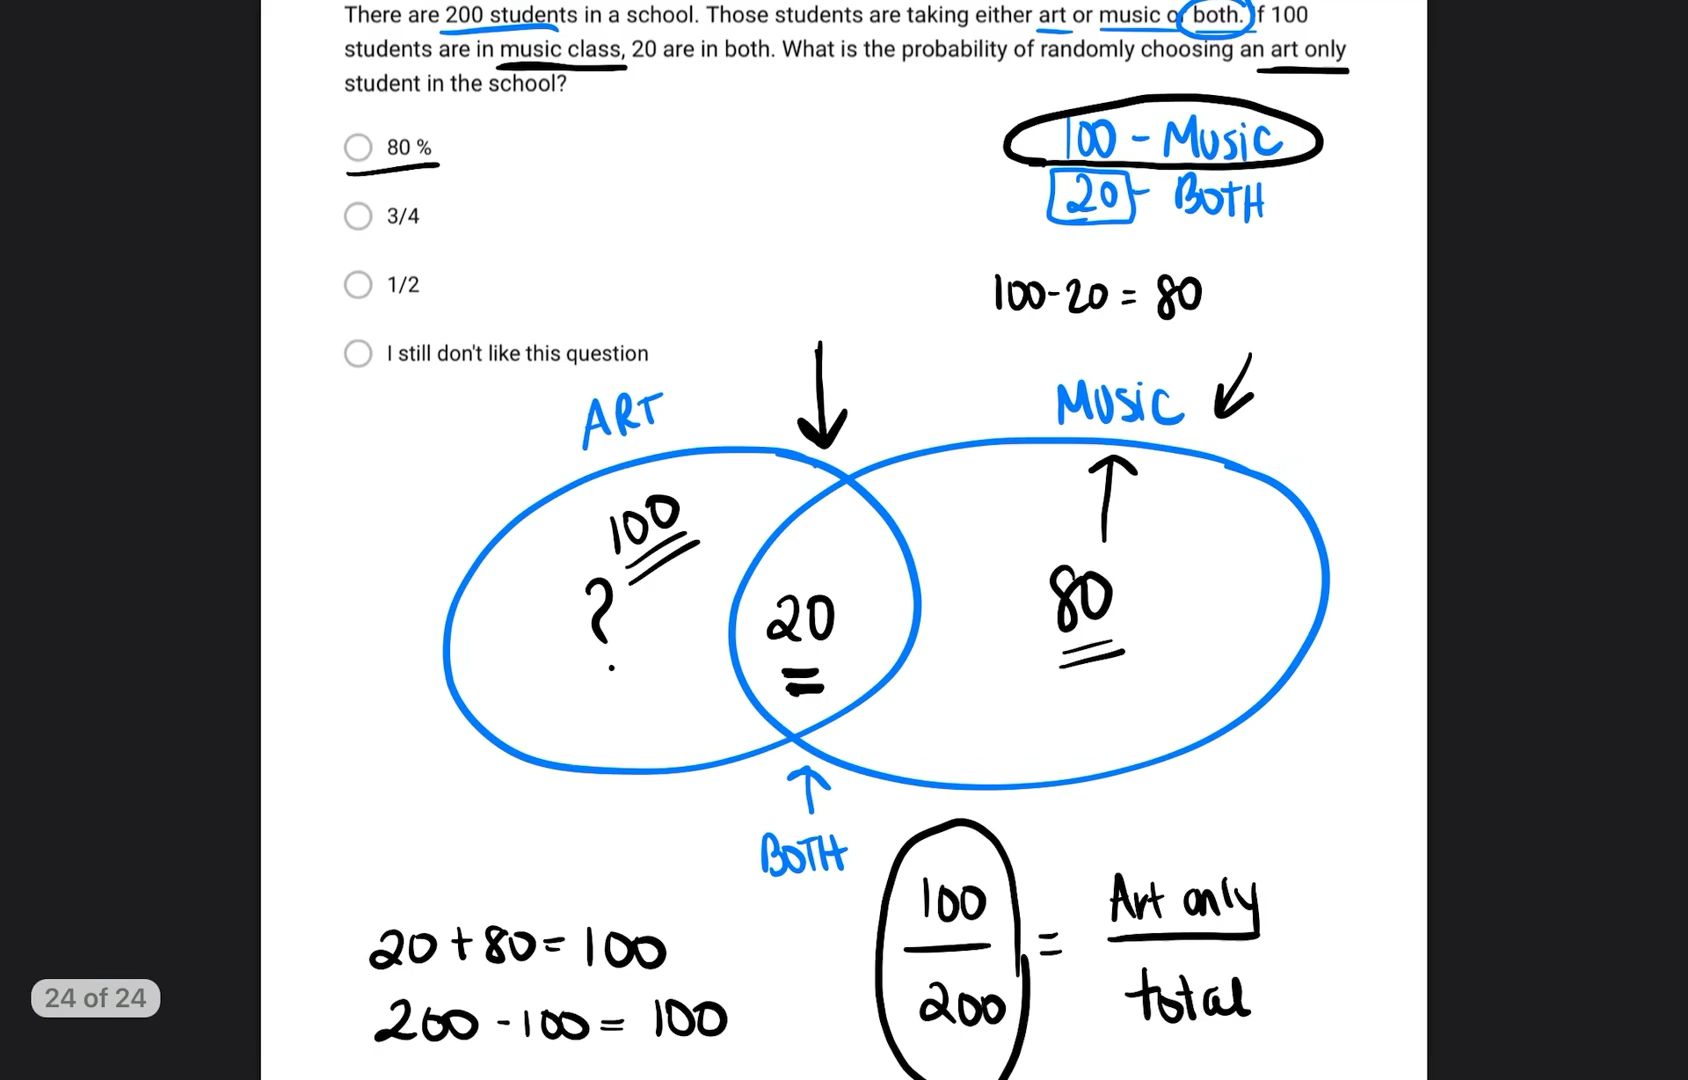 There are 200 students in a school. Those students are taking either art or music or both. If 100
students are in music class, 20 are in both. What is the probability of randomly choosing an art only
student in the school?
80 %
3/4
1/2
I still don't like this question
100 - MUSIC
20 - BOTH
100-20 = 80
ART
MUSIC
100
?
20
80
BOTH
20 + 80 = 100
200 - 100 = 100
100
200
=
Art only
total
24 of 24